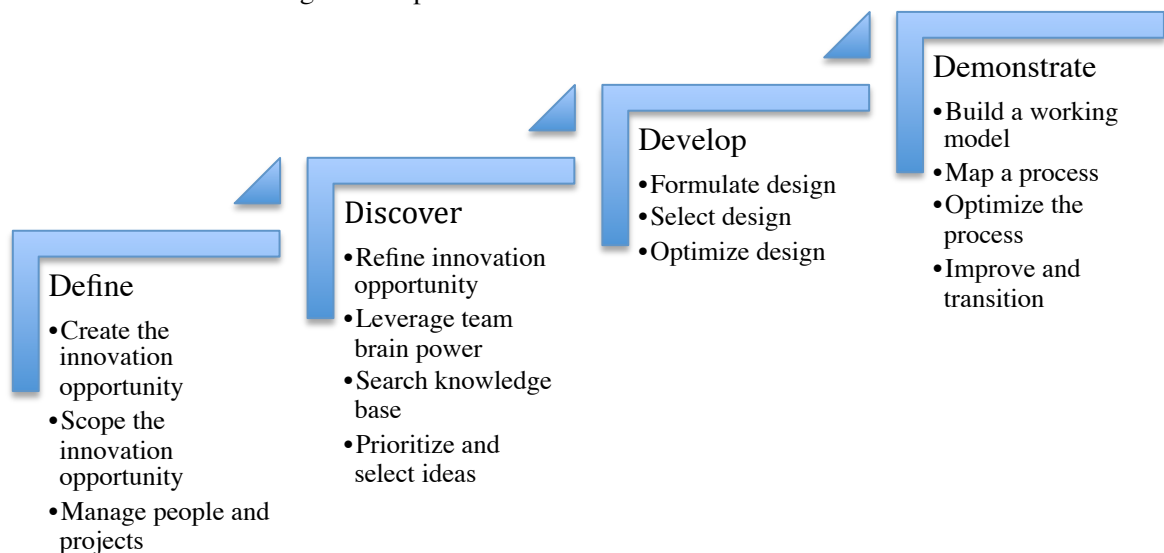 Define
•Create the
innovation
opportunity
•Scope the
innovation
opportunity
•Manage people and
projects
Discover
•Refine innovation
opportunity
•Leverage team
brain power
•Search knowledge
base
•Prioritize and
select ideas
Develop
•Formulate design
•Select design
•Optimize design
Demonstrate
•Build a working
model
•Map a process
•Optimize the
process
•Improve and
transition